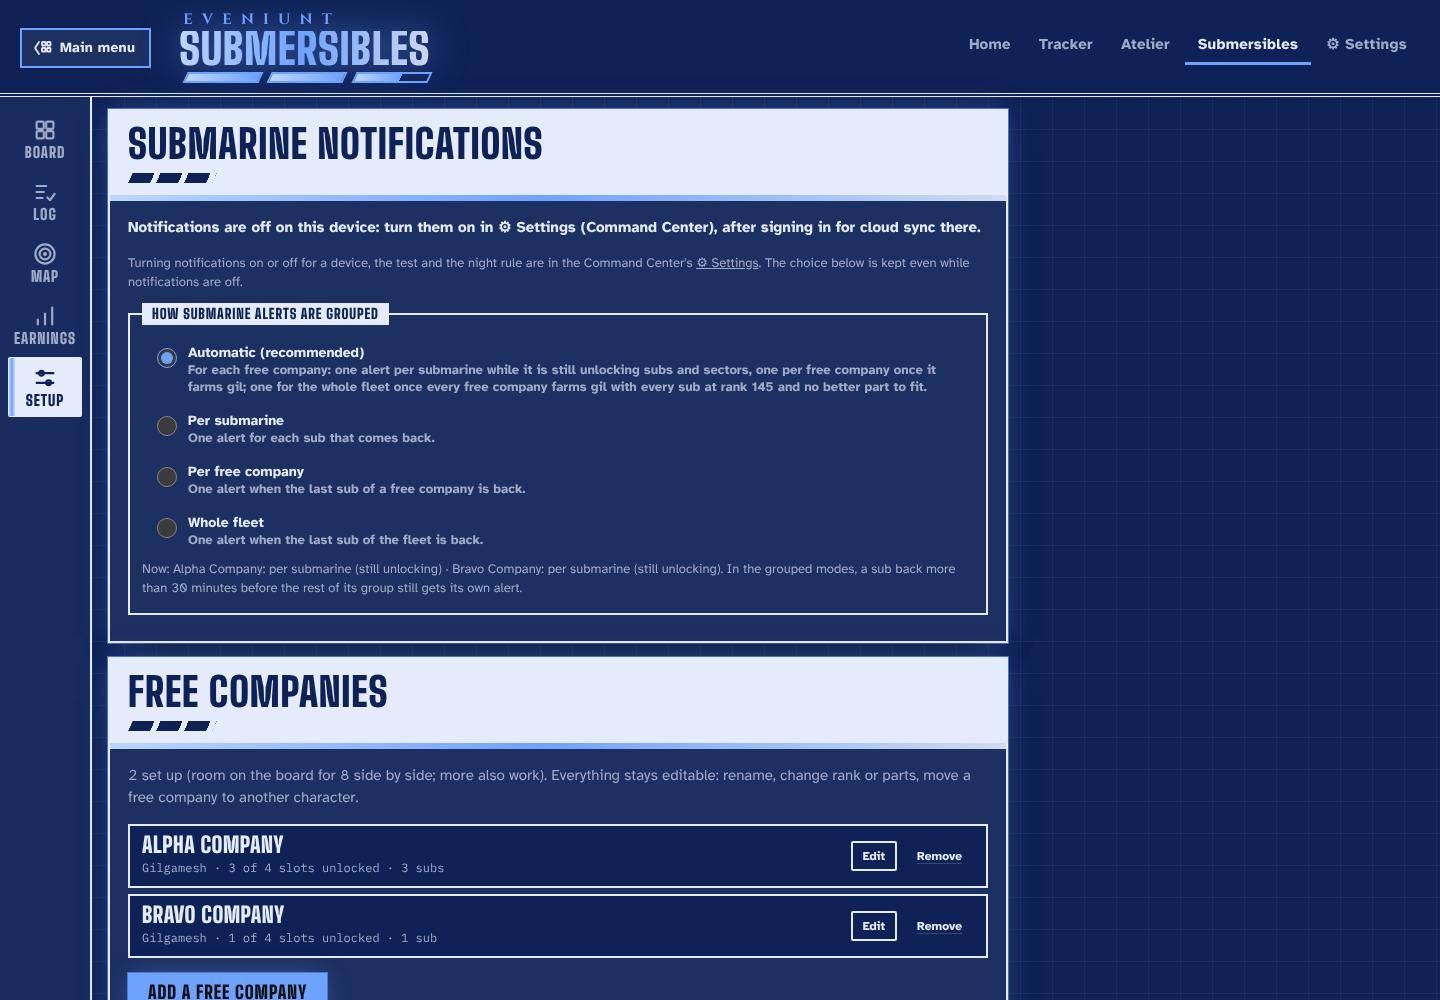 Main menu
EVENIUNT
SUBMERSIBLES
Home
Tracker
Atelier
Submersibles
⚙ Settings
BOARD
LOG
MAP
EARNINGS
SETUP
SUBMARINE NOTIFICATIONS
Notifications are off on this device: turn them on in ⚙ Settings (Command Center), after signing in for cloud sync there.
Turning notifications on or off for a device, the test and the night rule are in the Command Center's ⚙ Settings. The choice below is kept even while
notifications are off.
HOW SUBMARINE ALERTS ARE GROUPED
Automatic (recommended)
For each free company: one alert per submarine while it is still unlocking subs and sectors, one per free company once it
farms gil; one for the whole fleet once every free company farms gil with every sub at rank 145 and no better part to fit.
Per submarine
One alert for each sub that comes back.
Per free company
One alert when the last sub of a free company is back.
Whole fleet
One alert when the last sub of the fleet is back.
Now: Alpha Company: per submarine (still unlocking) · Bravo Company: per submarine (still unlocking). In the grouped modes, a sub back more
than 30 minutes before the rest of its group still gets its own alert.
FREE COMPANIES
2 set up (room on the board for 8 side by side; more also work). Everything stays editable: rename, change rank or parts, move a
free company to another character.
ALPHA COMPANY
Gilgamesh · 3 of 4 slots unlocked · 3 subs
Edit
Remove
BRAVO COMPANY
Gilgamesh · 1 of 4 slots unlocked · 1 sub
Edit
Remove
ADD A FREE COMPANY